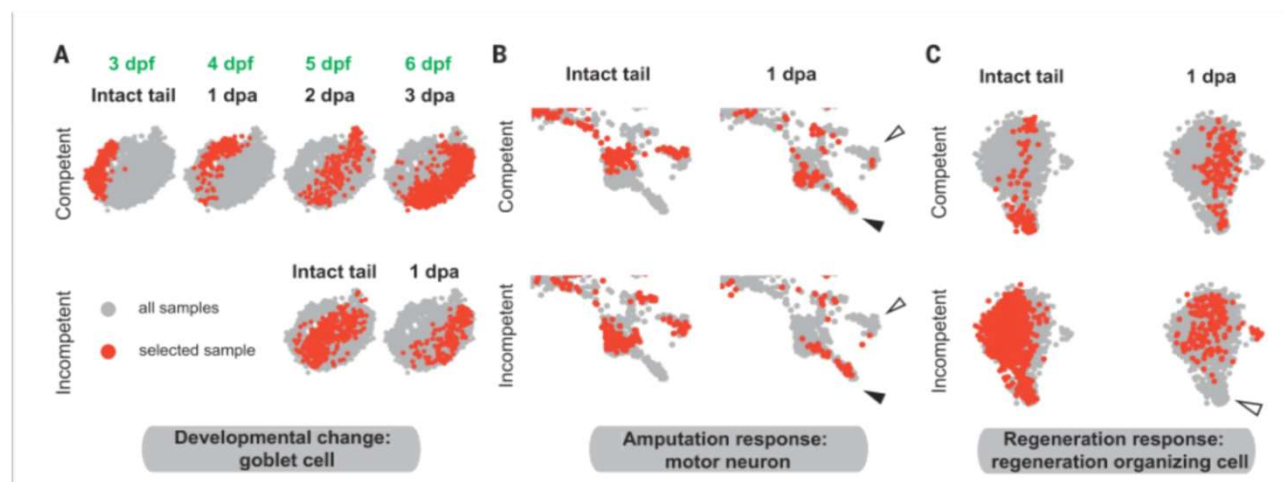 A
3 dpf 4 dpf 5 dpf 6 dpf
Intact tail 1 dpa 2 dpa 3 dpa
Competent
Intact tail 1 dpa
Incompetent
all samples
selected sample
Developmental change:
goblet cell
B
Intact tail 1 dpa
Competent
Incompetent
Amputation response:
motor neuron
C
Intact tail 1 dpa
Competent
Incompetent
Regeneration response:
regeneration organizing cell